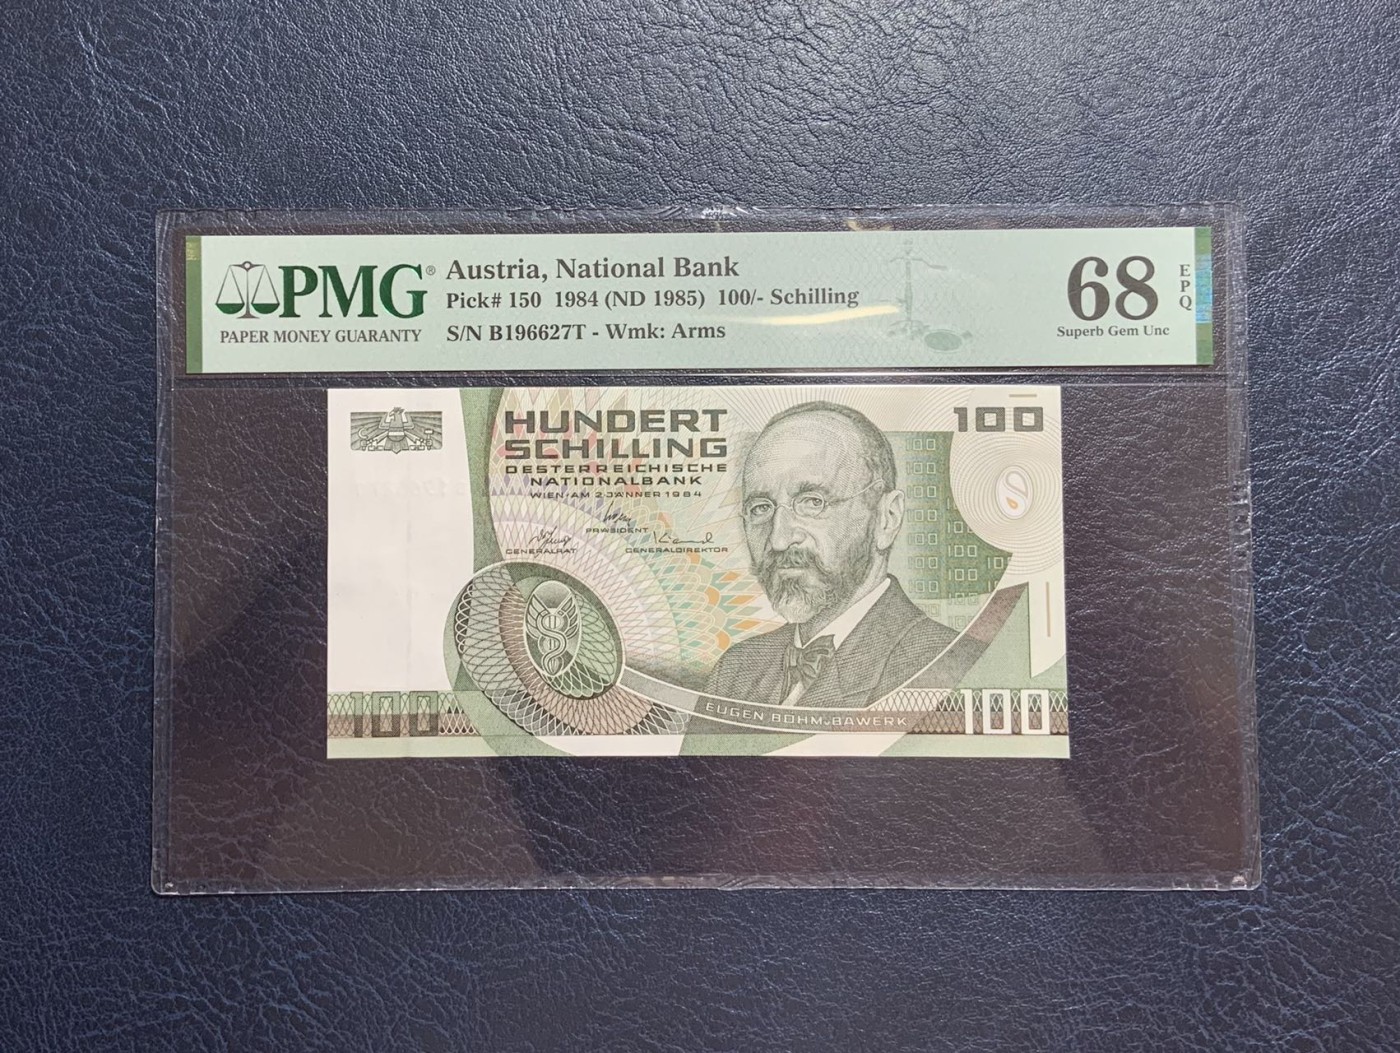 PMG®
PAPER MONEY GUARANTY
Austria, National Bank
Pick# 150 1984 (ND 1985) 100/- Schilling
S/N B196627T - Wmk: Arms
68
EPQ
Superb Gem Unc
HUNDERT
SCHILLING
OESTERREICHISCHE
NATIONALBANK
WIEN·AM 2·JÄNNER 1984
PRÄSIDENT
GENERALRAT GENERALDIREKTOR
100
EUGEN BÖHM·BAWERK
100
100